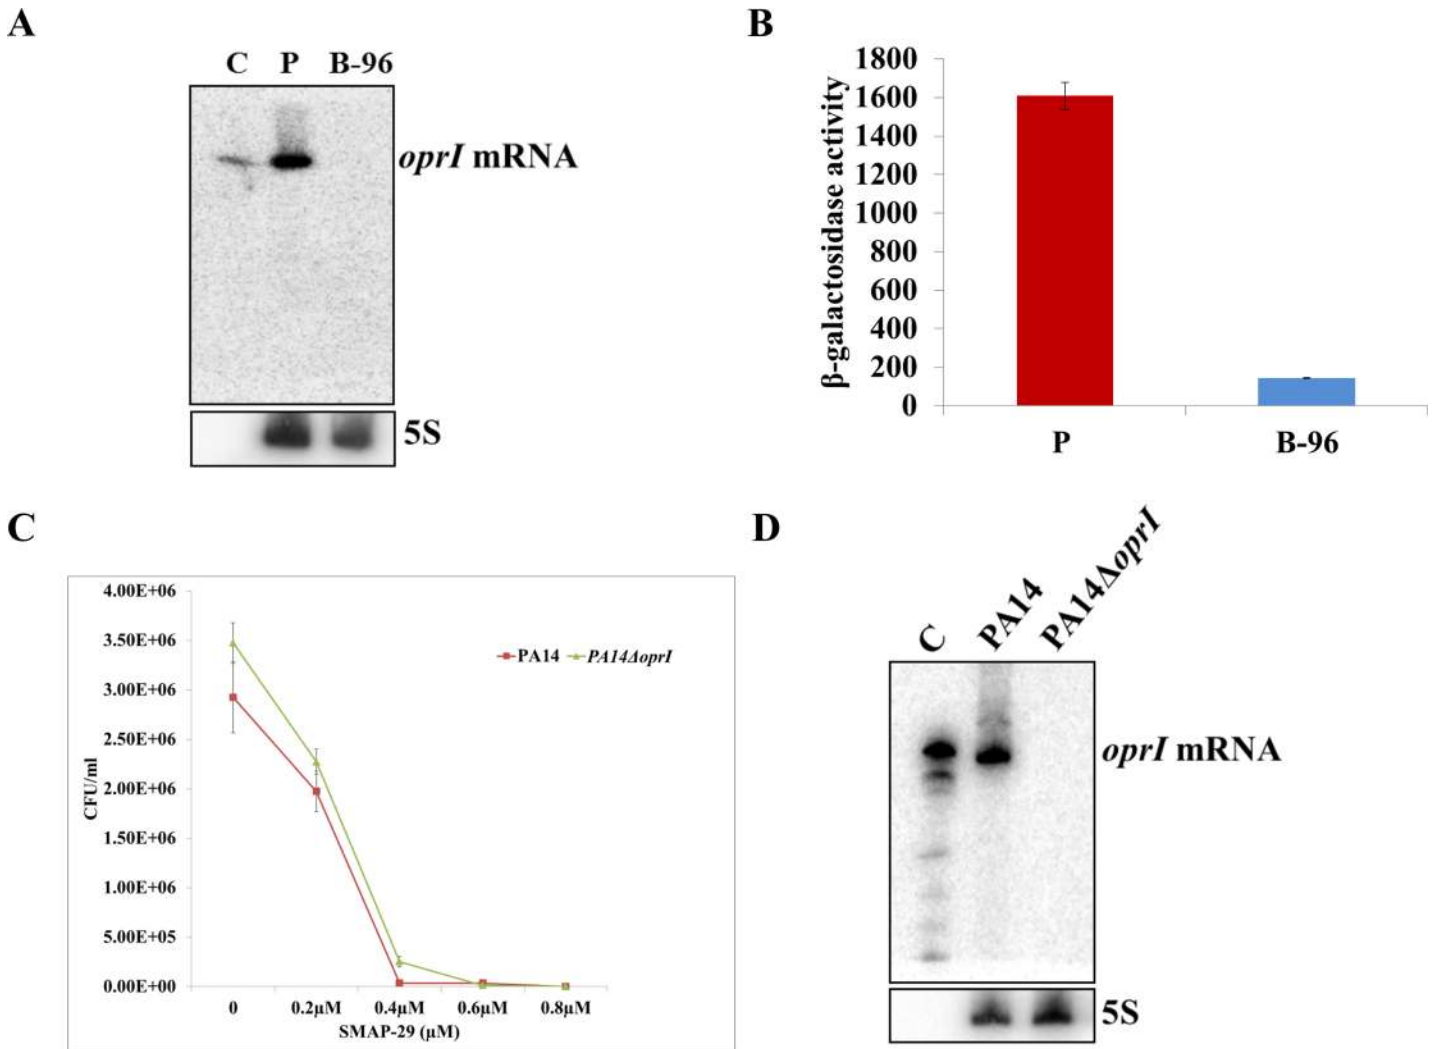 A
C P B-96
oprI mRNA
5S
B
β-galactosidase activity
1800
1600
1400
1200
1000
800
600
400
200
0
P B-96
C
CFU/ml
4.00E+06
3.50E+06
3.00E+06
2.50E+06
2.00E+06
1.50E+06
1.00E+06
5.00E+05
0.00E+00
PA14 PA14ΔoprI
0 0.2µM 0.4µM 0.6µM 0.8µM
SMAP-29 (µM)
D
C PA14 PA14ΔoprI
oprI mRNA
5S